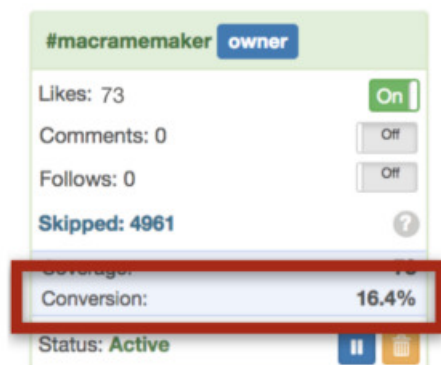 #macramemaker owner
Likes: 73 On
Comments: 0 Off
Follows: 0 Off
Skipped: 4961 ?
Conversion: 16.4%
Status: Active